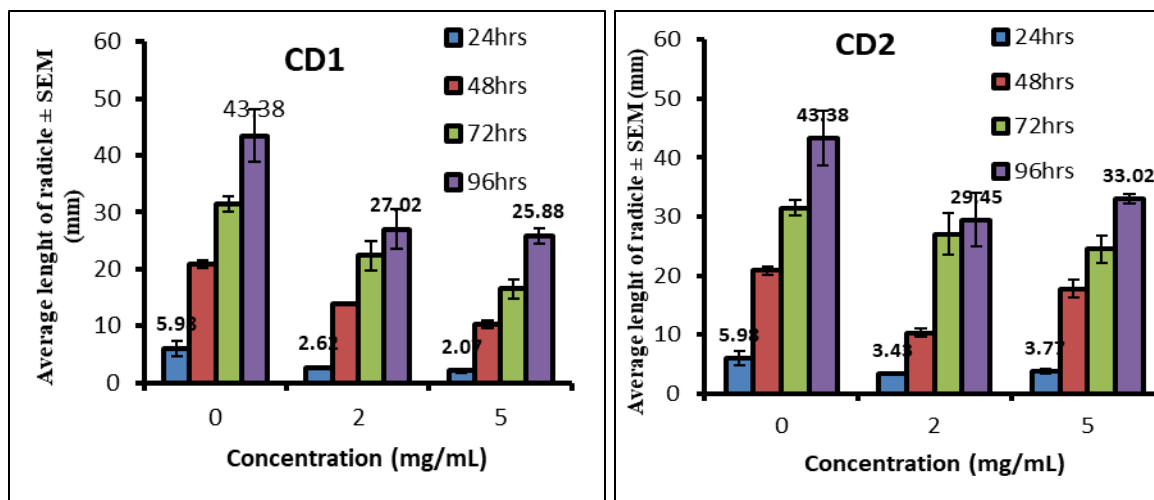 Average lenght of radicle ± SEM
(mm)
60
50
40
30
20
10
0
CD1
24hrs
48hrs
72hrs
96hrs
5.98
43.38
2.62
27.02
2.07
25.88
0
2
5
Concentration (mg/mL)
Average lenght of radicle ± SEM (mm)
60
50
40
30
20
10
0
CD2
24hrs
48hrs
72hrs
96hrs
5.98
43.38
3.43
29.45
3.77
33.02
0
2
5
Concentration (mg/mL)